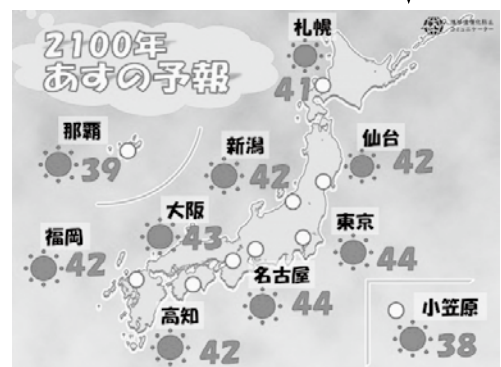 2100年
あすの予報
札幌
41
那覇
39
新潟
42
仙台
42
大阪
43
福岡
42
東京
44
名古屋
44
高知
42
小笠原
38